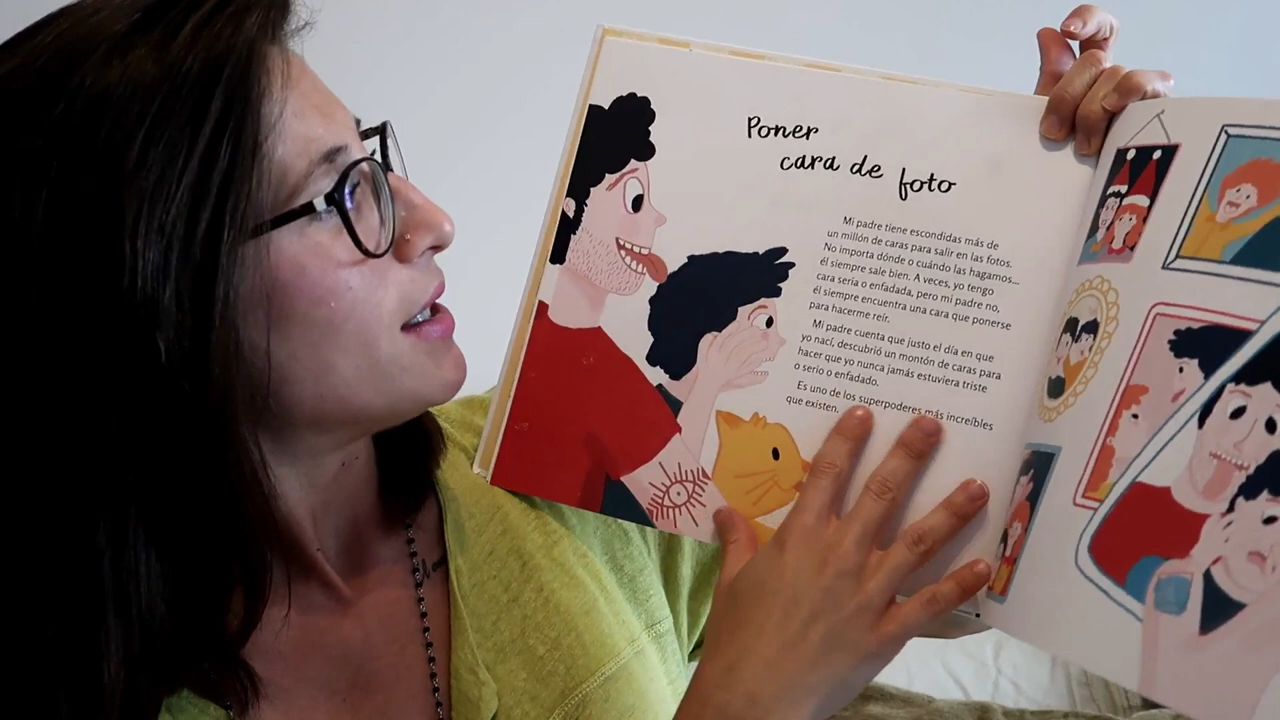 Poner
cara de foto
Mi padre tiene escondidas más de
un millón de caras para salir en las fotos.
No importa dónde o cuándo las hagamos...
él siempre sale bien. A veces, yo tengo
cara seria o enfadada, pero mi padre no,
él siempre encuentra una cara que ponerse
para hacerme reír.
Mi padre cuenta que justo el día en que
yo nací, descubrió un montón de caras para
hacer que yo nunca jamás estuviera triste
o serio o enfadado.
Es uno de los superpoderes más increíbles
que existen.